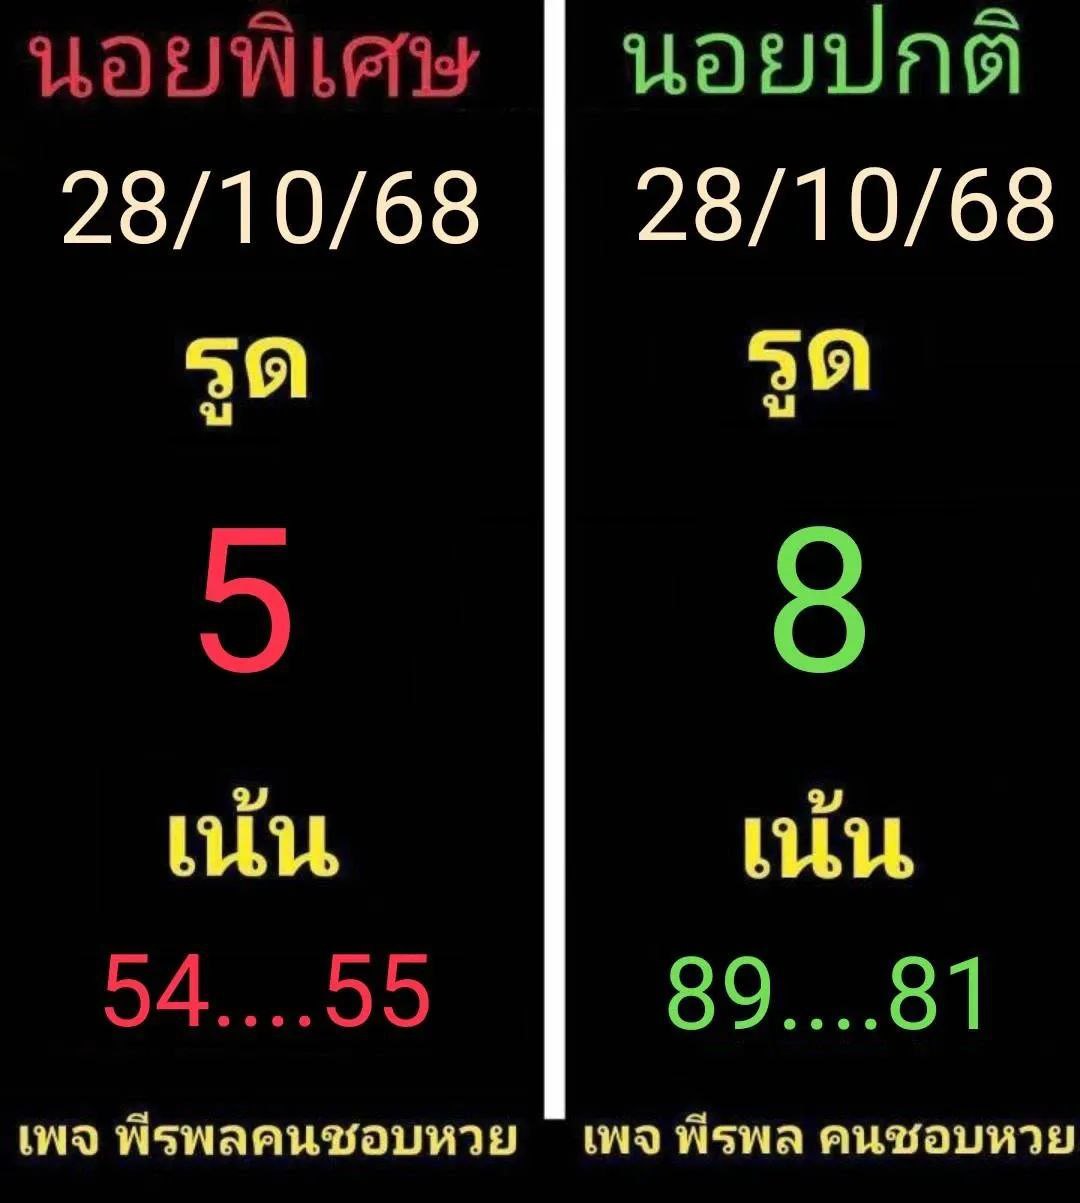 นอยพิเศษ
28/10/68
รูด
5
เน้น
54....55
เพจ พีรพลคนชอบหวย
นอยปกติ
28/10/68
รูด
8
เน้น
89....81
เพจ พีรพล คนชอบหวย